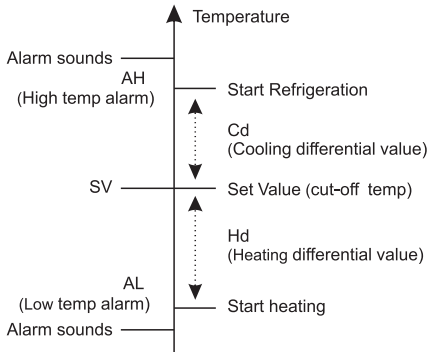 Temperature
Alarm sounds
AH
(High temp alarm)
Start Refrigeration
Cd
(Cooling differential value)
SV
Set Value (cut-off temp)
Hd
(Heating differential value)
AL
(Low temp alarm)
Start heating
Alarm sounds